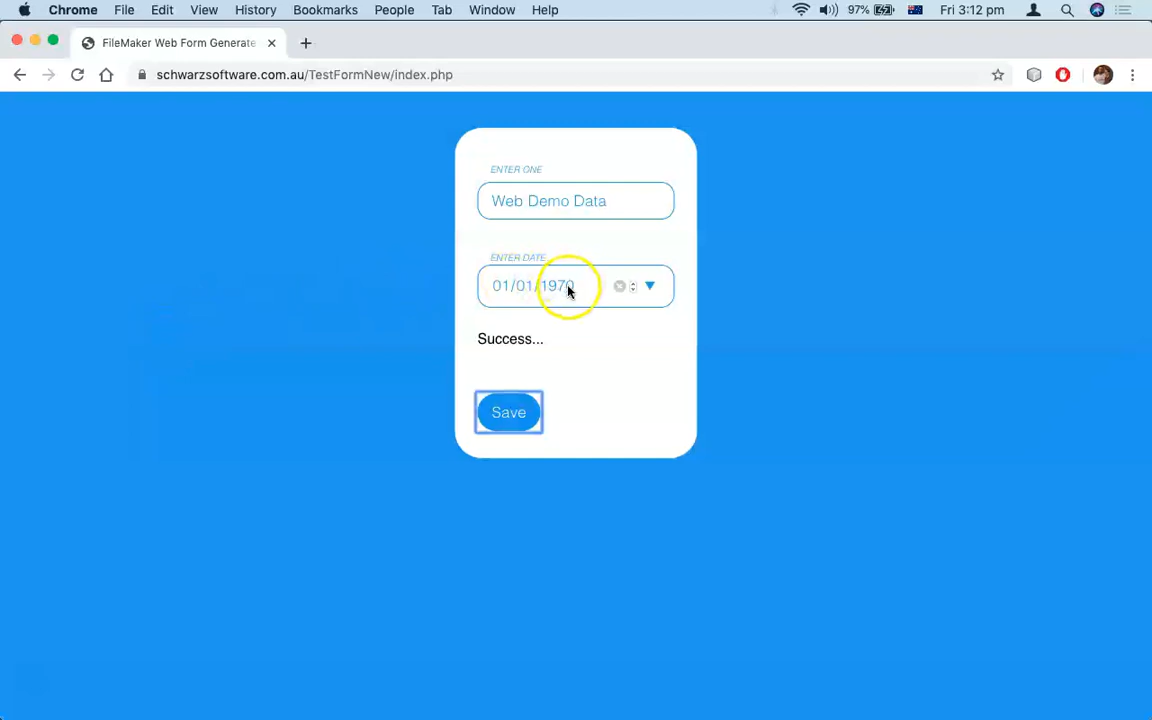 Chrome File Edit View History Bookmarks People Tab Window Help 97% Fri 3:12 pm
FileMaker Web Form Generate
schwarzsoftware.com.au/TestFormNew/index.php
ENTER ONE
Web Demo Data
ENTER DATE
01/01/1970
Success...
Save